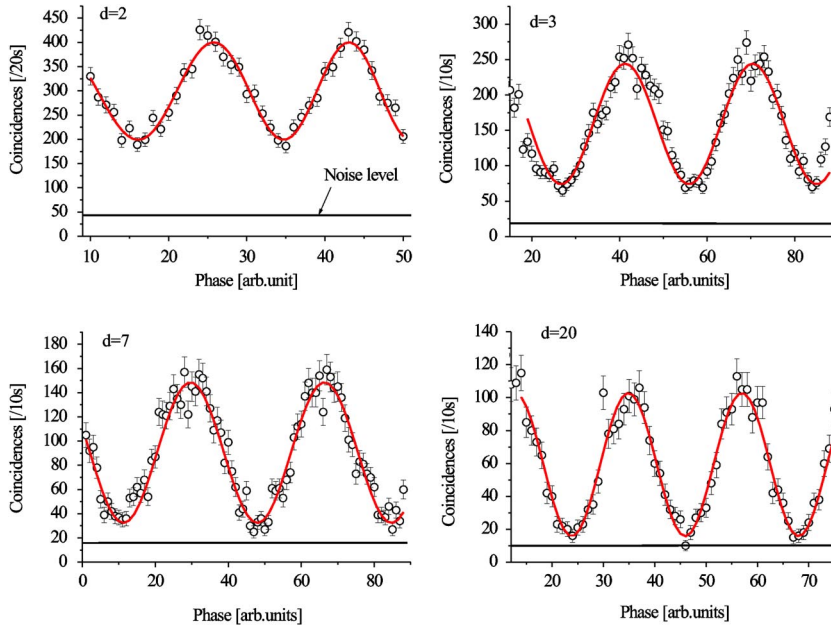 d=2
Coincidences [/20s]
450
400
350
300
250
200
150
100
50
0
Noise level
10 20 30 40 50
Phase [arb.unit]
d=3
Coincidences [/10s]
300
250
200
150
100
50
0
20 40 60 80
Phase [arb.units]
d=7
Coincidences [/10s]
180
160
140
120
100
80
60
40
20
0
0 20 40 60 80
Phase [arb.units]
d=20
Coincidences [/10s]
140
120
100
80
60
40
20
0
20 30 40 50 60 70
Phase [arb.units]